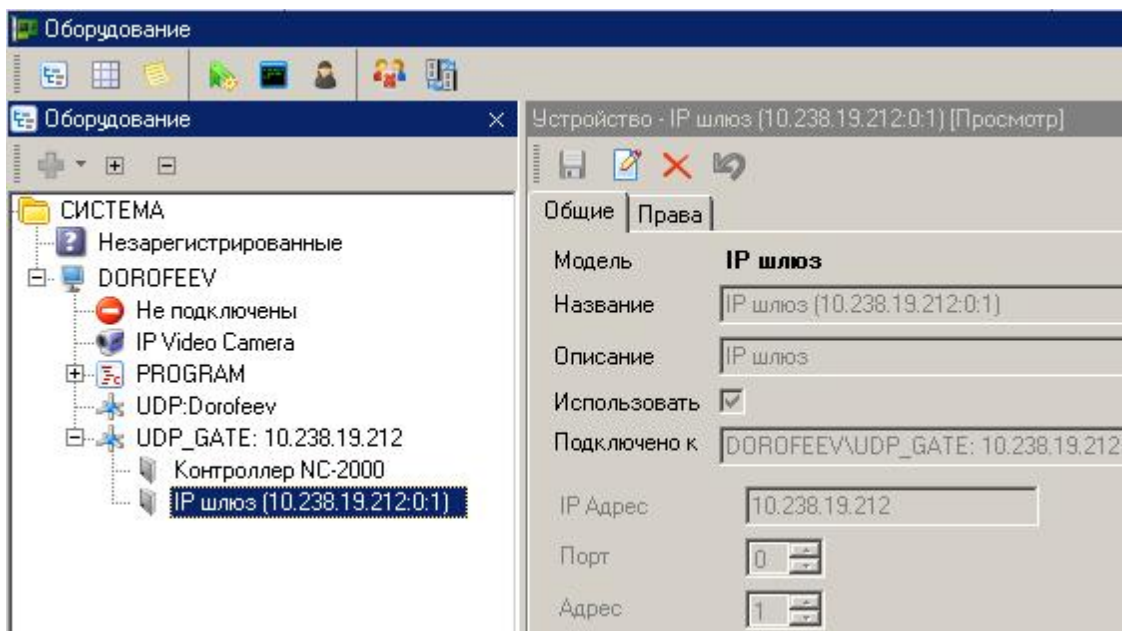 Оборудование
Оборудование
СИСТЕМА
Незарегистрированные
DOROFEEV
Не подключены
IP Video Camera
PROGRAM
UDP:Dorofeev
UDP_GATE: 10.238.19.212
Контроллер NC-2000
IP шлюз (10.238.19.212:0:1)
Устройство - IP шлюз (10.238.19.212:0:1) [Просмотр]
Общие Права
Модель IP шлюз
Название IP шлюз (10.238.19.212:0:1)
Описание IP шлюз
Использовать
Подключено к DOROFEEV\UDP_GATE: 10.238.19.212
IP Адрес 10.238.19.212
Порт 0
Адрес 1